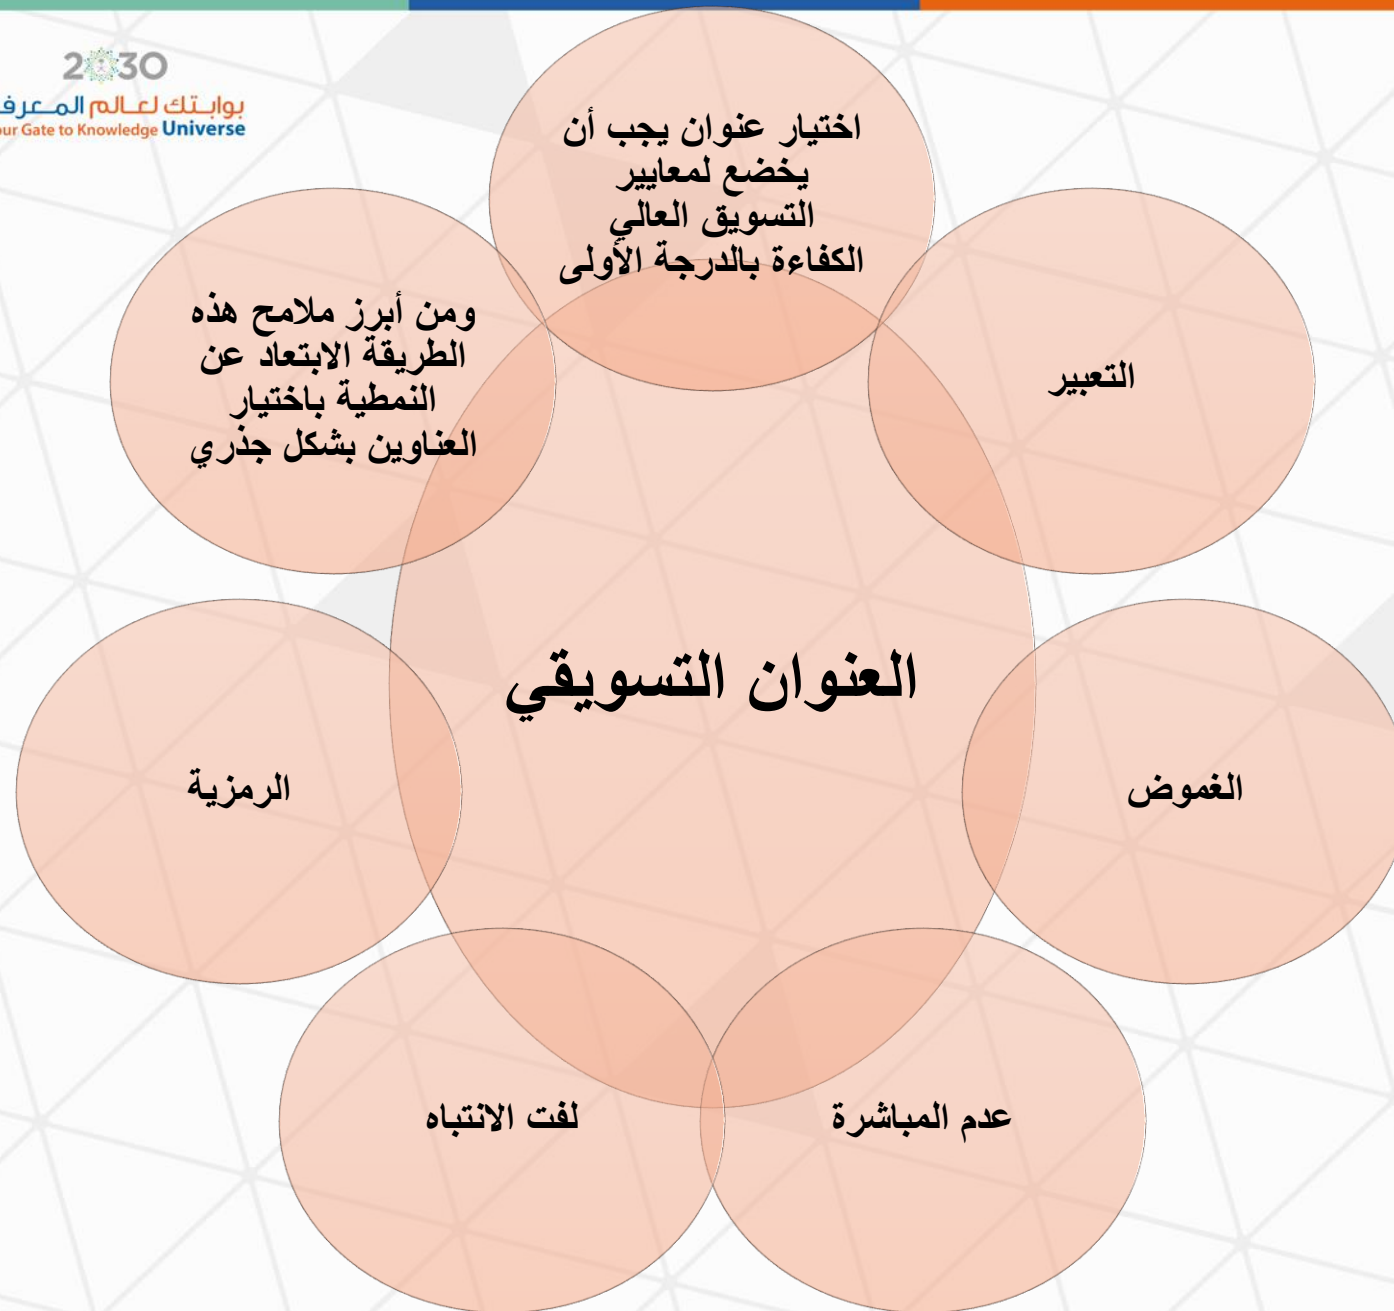 2030
بوابتك لعالم
Gate to Knowledge Universe
اختيار عنوان يجب أن
يخضع لمعايير
التسويق العالي
الكفاءة بالدرجة الأولى
التعبير
الغموض
عدم المباشرة
لفت الانتباه
الرمزية
ومن أبرز ملامح هذه
الطريقة الابتعاد عن
النمطية باختيار
العناوين بشكل جذري
العنوان التسويقي